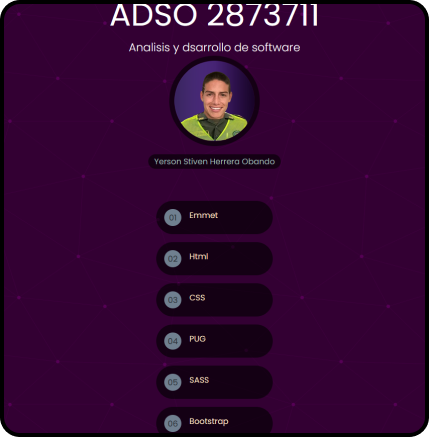 ADSO 2873711
Analisis y dsarrollo de software
Yerson Stiven Herrera Obando
01 Emmet
02 Html
03 CSS
04 PUG
05 SASS
06 Bootstrap